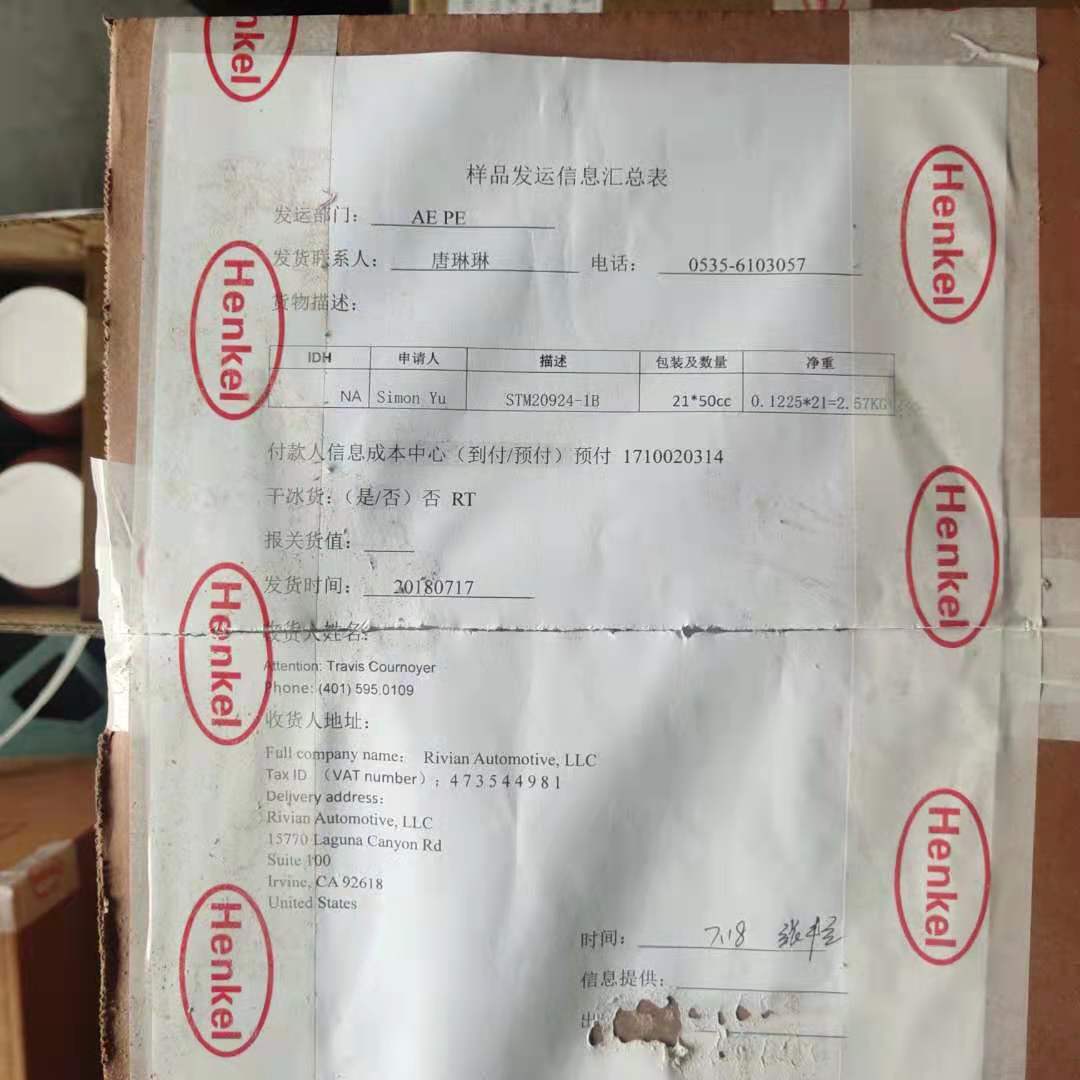 样品发运信息汇总表
发运部门： AE PE
发货联系人： 唐琳琳 电话： 0535-6103057
货物描述：
IDH 申请人 描述 包装及数量 净重
NA Simon Yu STM20924-1B 21*50cc 0.1225*21=2.57KG
付款人信息成本中心（到付/预付）预付 1710020314
干冰货：（是/否）否 RT
报关货值：
发货时间： 20180717
收货人姓名：
Attention: Travis Cournoyer
Phone: (401) 595.0109
收货人地址：
Full company name： Rivian Automotive, LLC
Tax ID （VAT number）；473544981
Delivery address：
Rivian Automotive, LLC
15770 Laguna Canyon Rd
Suite 100
Irvine, CA 92618
United States
时间： 7.18
信息提供：
出
Henkel
Henkel
Henkel
Henkel
Henkel
Henkel
Henkel
Henkel